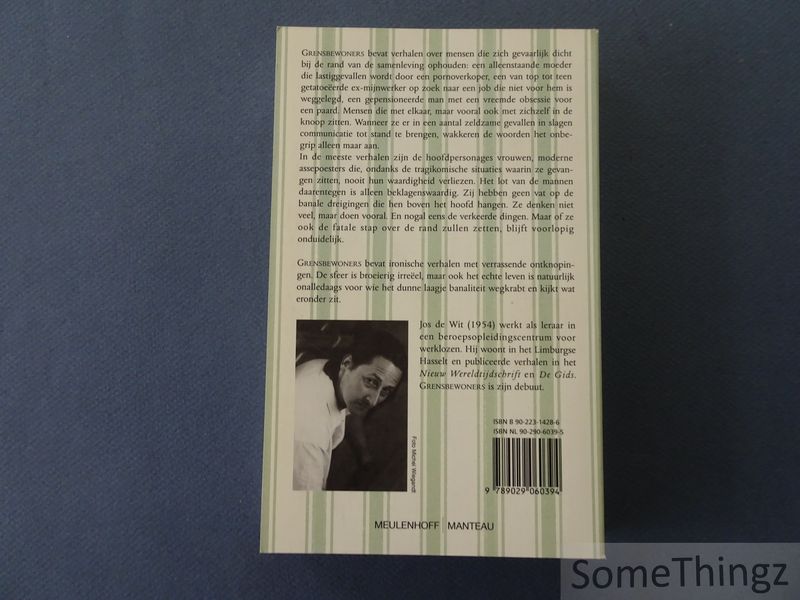 GRENSBEWONERS bevat verhalen over mensen die zich gevaarlijk dicht
bij de rand van de samenleving ophouden: een alleenstaande moeder
die lastiggevallen wordt door een pornoverkoper, een van top tot teen
getatoeëerde ex-mijnwerker op zoek naar een job die niet voor hem is
weggelegd, een gepensioneerde man met een vreemde obsessie voor
een paard. Mensen die met elkaar, maar vooral ook met zichzelf in de
knoop zitten. Wanneer ze er in een aantal zeldzame gevallen in slagen
communicatie tot stand te brengen, wakkeren de woorden het onbe-
grip alleen maar aan.
In de meeste verhalen zijn de hoofdpersonages vrouwen, moderne
assepoesters die, ondanks de tragikomische situaties waarin ze gevan-
gen zitten, nooit hun waardigheid verliezen. Het lot van de mannen
daarentegen is alleen beklagenswaardig. Zij hebben geen vat op de
banale dreigingen die hen boven het hoofd hangen. Ze denken niet
veel, maar doen vooral. En nogal eens de verkeerde dingen. Maar of ze
ook de fatale stap over de rand zullen zetten, blijft voorlopig
onduidelijk.
GRENSBEWONERS bevat ironische verhalen met verrassende ontknopin-
gen. De sfeer is broeierig irreëel, maar ook het echte leven is natuurlijk
onalledaags voor wie het dunne laagje banaliteit wegkrabt en kijkt wat
eronder zit.
Jos de Wit (1954) werkt als leraar in
een beroepsopleidingscentrum voor
werklozen. Hij woont in het Limburgse
Hasselt en publiceerde verhalen in het
Nieuw Wereldtijdschrift en De Gids.
GRENSBEWONERS is zijn debuut.
Foto Michel Wiegandt
ISBN B 90-223-1428-6
ISBN NL 90-290-6039-5
9 789029 060394
MEULENHOFF | MANTEAU
SomeThingz